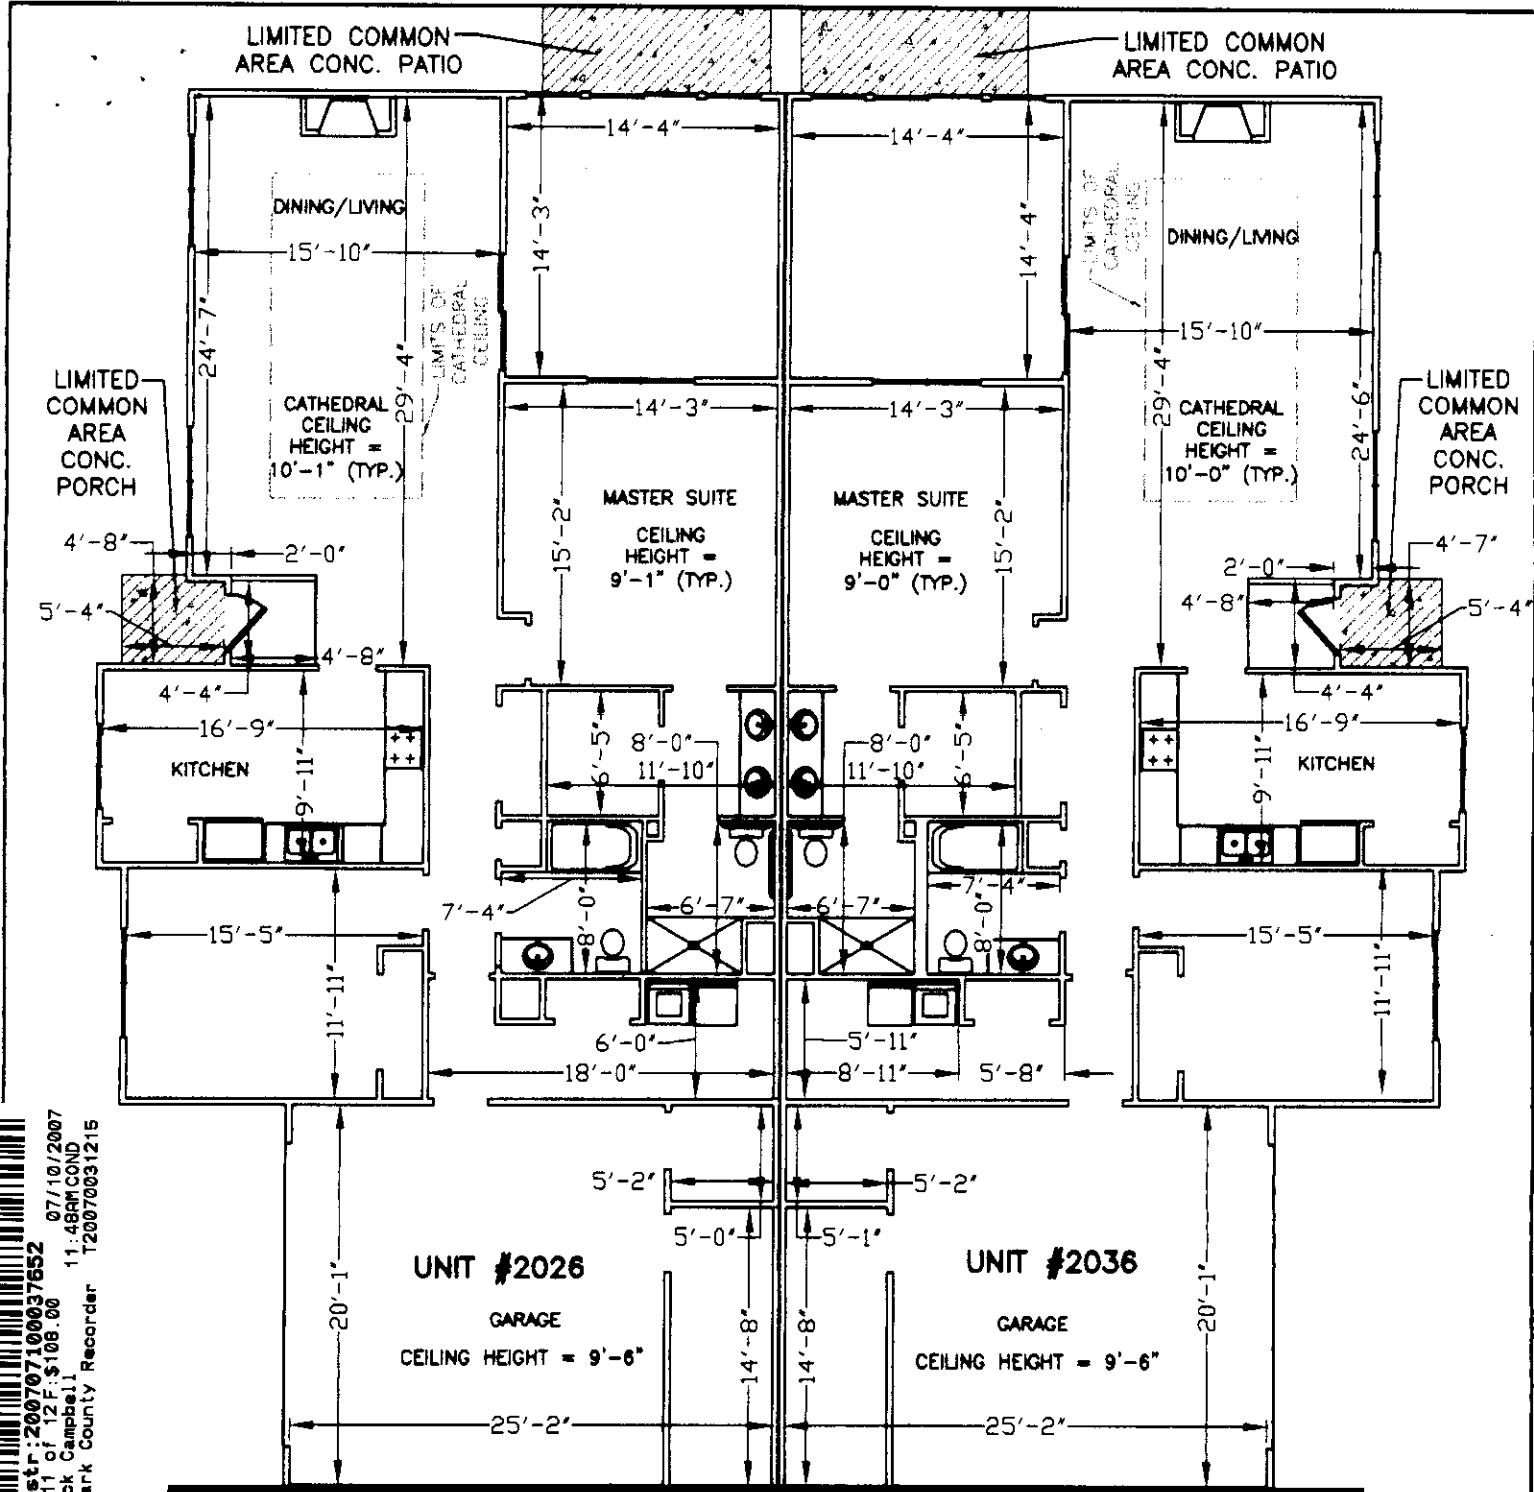 LIMITED COMMON
AREA CONC. PATIO
LIMITED COMMON
AREA CONC. PATIO
14'-4"
14'-4"
DINING/LIVING
15'-10"
24'-7"
29'-4"
14'-3"
LIMITS OF
CATHEDRAL
CEILING
14'-4"
LIMITS OF
CATHEDRAL
CEILING
DINING/LIVING
15'-10"
29'-4"
24'-6"
LIMITED
COMMON
AREA
CONC.
PORCH
CATHEDRAL
CEILING
HEIGHT =
10'-1" (TYP.)
14'-3"
14'-3"
CATHEDRAL
CEILING
HEIGHT =
10'-0" (TYP.)
LIMITED
COMMON
AREA
CONC.
PORCH
15'-2"
MASTER SUITE
CEILING
HEIGHT =
9'-1" (TYP.)
MASTER SUITE
CEILING
HEIGHT =
9'-0" (TYP.)
15'-2"
4'-8"
2'-0"
5'-4"
4'-8"
4'-4"
2'-0"
4'-7"
4'-8"
5'-4"
4'-4"
16'-9"
KITCHEN
9'-11"
6'-5"
8'-0"
11'-10"
8'-0"
11'-10"
6'-5"
16'-9"
9'-11"
KITCHEN
7'-4"
8'-0"
6'-7"
6'-7"
7'-4"
8'-0"
15'-5"
11'-11"
15'-5"
11'-11"
6'-0"
18'-0"
5'-11"
8'-11"
5'-8"
5'-2"
5'-0"
5'-2"
5'-1"
UNIT #2026
GARAGE
CEILING HEIGHT = 9'-6"
20'-1"
14'-8"
25'-2"
UNIT #2036
GARAGE
CEILING HEIGHT = 9'-6"
14'-8"
20'-1"
25'-2"
str:200707100037652
11 of 12 F:$108.00 07/10/2007
ck Campbell 11:48AM COND
ark County Recorder T20070031215